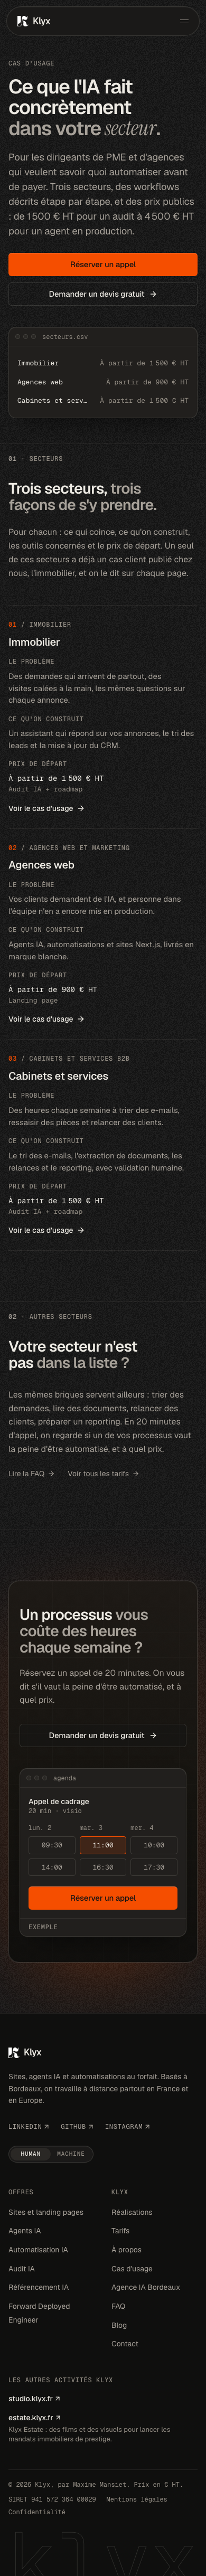 Klyx
CAS D'USAGE
Ce que l'IA fait
concrètement
dans votre secteur.
Pour les dirigeants de PME et d'agences
qui veulent savoir quoi automatiser avant
de payer. Trois secteurs, des workflows
décrits étape par étape, et des prix publics
: de 1 500 € HT pour un audit à 4 500 € HT
pour un agent en production.
Réserver un appel
Demander un devis gratuit →
secteurs.csv
Immobilier À partir de 1 500 € HT
Agences web À partir de 900 € HT
Cabinets et serv… À partir de 1 500 € HT
01 · SECTEURS
Trois secteurs, trois
façons de s'y prendre.
Pour chacun : ce qui coince, ce qu'on construit,
les outils concernés et le prix de départ. Un seul
de ces secteurs a déjà un cas client publié chez
nous, l'immobilier, et on le dit sur chaque page.
01 / IMMOBILIER
Immobilier
LE PROBLÈME
Des demandes qui arrivent de partout, des
visites calées à la main, les mêmes questions sur
chaque annonce.
CE QU'ON CONSTRUIT
Un assistant qui répond sur vos annonces, le tri des
leads et la mise à jour du CRM.
PRIX DE DÉPART
À partir de 1 500 € HT
Audit IA + roadmap
Voir le cas d'usage →
02 / AGENCES WEB ET MARKETING
Agences web
LE PROBLÈME
Vos clients demandent de l'IA, et personne dans
l'équipe n'en a encore mis en production.
CE QU'ON CONSTRUIT
Agents IA, automatisations et sites Next.js, livrés en
marque blanche.
PRIX DE DÉPART
À partir de 900 € HT
Landing page
Voir le cas d'usage →
03 / CABINETS ET SERVICES B2B
Cabinets et services
LE PROBLÈME
Des heures chaque semaine à trier des e-mails,
ressaisir des pièces et relancer des clients.
CE QU'ON CONSTRUIT
Le tri des e-mails, l'extraction de documents, les
relances et le reporting, avec validation humaine.
PRIX DE DÉPART
À partir de 1 500 € HT
Audit IA + roadmap
Voir le cas d'usage →
02 · AUTRES SECTEURS
Votre secteur n'est
pas dans la liste ?
Les mêmes briques servent ailleurs : trier des
demandes, lire des documents, relancer des
clients, préparer un reporting. En 20 minutes
d'appel, on regarde si un de vos processus vaut
la peine d'être automatisé, et à quel prix.
Lire la FAQ → Voir tous les tarifs →
Un processus vous
coûte des heures
chaque semaine ?
Réservez un appel de 20 minutes. On vous
dit s'il vaut la peine d'être automatisé, et à
quel prix.
Demander un devis gratuit →
agenda
Appel de cadrage
20 min · visio
lun. 2 mar. 3 mer. 4
09:30 11:00 10:00
14:00 16:30 17:30
Réserver un appel
EXEMPLE
Klyx
Sites, agents IA et automatisations au forfait. Basés à
Bordeaux, on travaille à distance partout en France et
en Europe.
LINKEDIN ↗ GITHUB ↗ INSTAGRAM ↗
HUMAN MACHINE
OFFRES KLYX
Sites et landing pages Réalisations
Agents IA Tarifs
Automatisation IA À propos
Audit IA Cas d'usage
Référencement IA Agence IA Bordeaux
Forward Deployed
Engineer
FAQ
Blog
Contact
LES AUTRES ACTIVITÉS KLYX
studio.klyx.fr ↗
estate.klyx.fr ↗
Klyx Estate : des films et des visuels pour lancer les
mandats immobiliers de prestige.
© 2026 Klyx, par Maxime Mansiet. Prix en € HT.
SIRET 941 572 364 00029 Mentions légales
Confidentialité
klyx